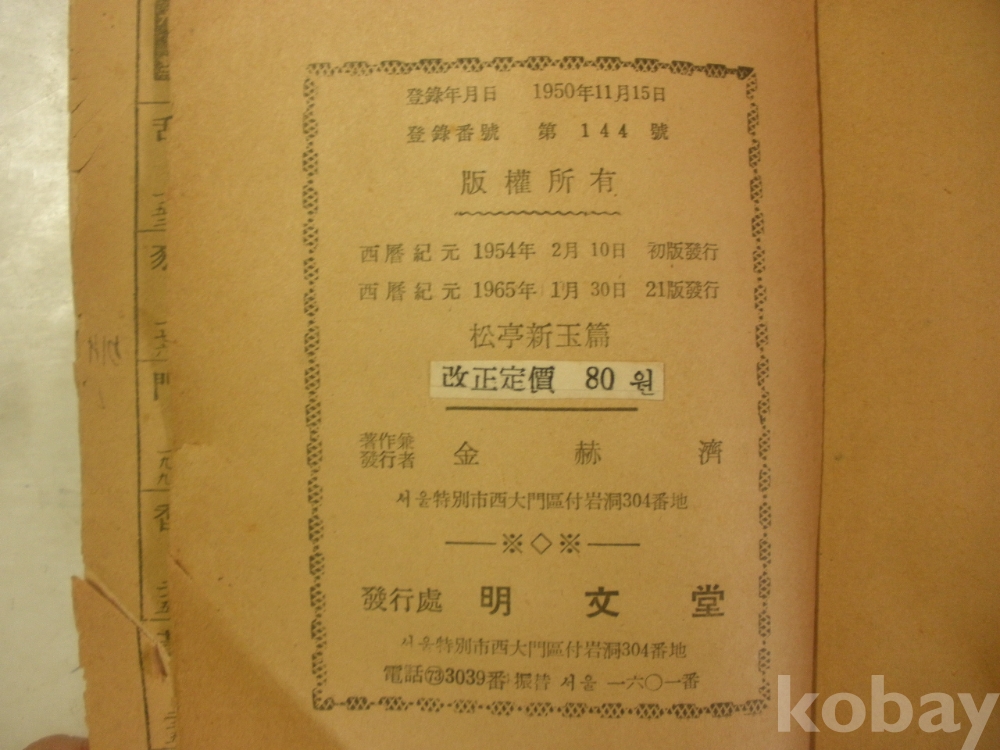 登錄年月日 1950年11月15日
登錄番號 第 144 號
版權所有
西曆紀元 1954年 2月 10日 初版發行
西曆紀元 1965年 1月 30日 21版發行
松亭新玉篇
改正定價 80 원
著作兼
發行者 金 赫 濟
서울特別市西大門區付岩洞304番地
※◇※
發行處 明 文 堂
서울特別市西大門區付岩洞304番地
電話73 3039番 振替 서울 一六〇一番
kobay